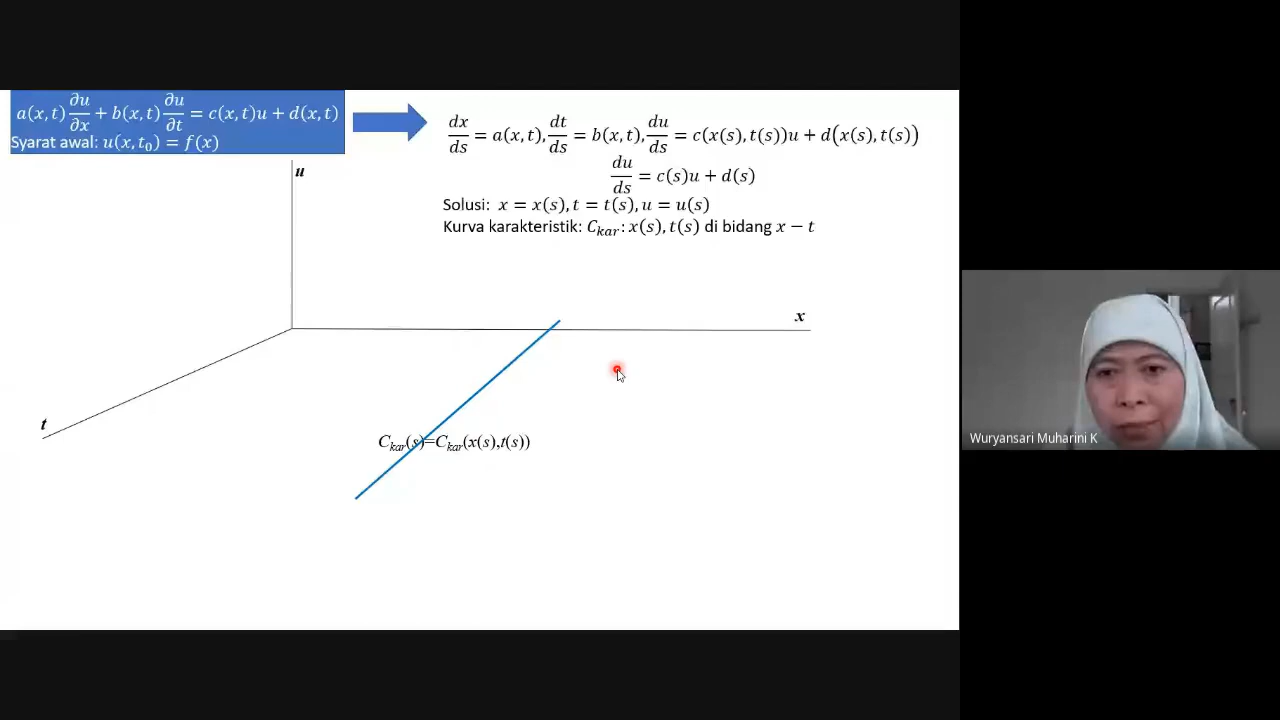 a(x,t) ∂u/∂x + b(x,t) ∂u/∂t = c(x,t)u + d(x,t)
Syarat awal: u(x,t₀) = f(x)
dx/ds = a(x,t), dt/ds = b(x,t), du/ds = c(x(s),t(s))u + d(x(s),t(s))
du/ds = c(s)u + d(s)
Solusi: x = x(s), t = t(s), u = u(s)
Kurva karakteristik: C_kar: x(s), t(s) di bidang x − t
u
x
t
C_kar(s)=C_kar(x(s),t(s))
Wuryansari Muharini K